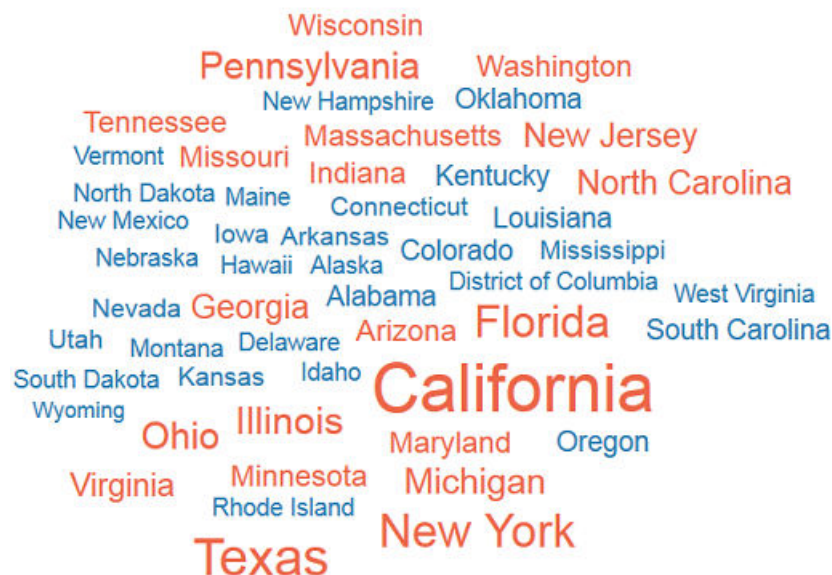 Wisconsin
Pennsylvania Washington
New Hampshire Oklahoma
Tennessee Massachusetts New Jersey
Vermont Missouri Indiana Kentucky North Carolina
North Dakota Maine Connecticut Louisiana
New Mexico Iowa Arkansas Colorado Mississippi
Nebraska Hawaii Alaska District of Columbia
Nevada Georgia Alabama West Virginia
Utah Montana Delaware Arizona Florida South Carolina
South Dakota Kansas Idaho California
Wyoming Ohio Illinois Maryland Oregon
Virginia Minnesota Michigan
Rhode Island New York
Texas